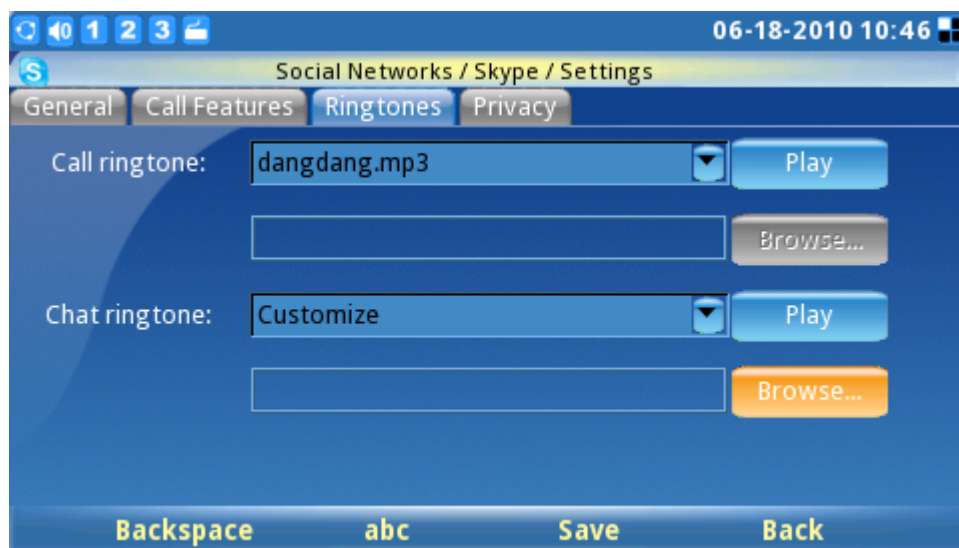 1 2 3 06-18-2010 10:46
S Social Networks / Skype / Settings
General Call Features Ringtones Privacy
Call ringtone: dangdang.mp3 Play
Browse...
Chat ringtone: Customize Play
Browse...
Backspace abc Save Back